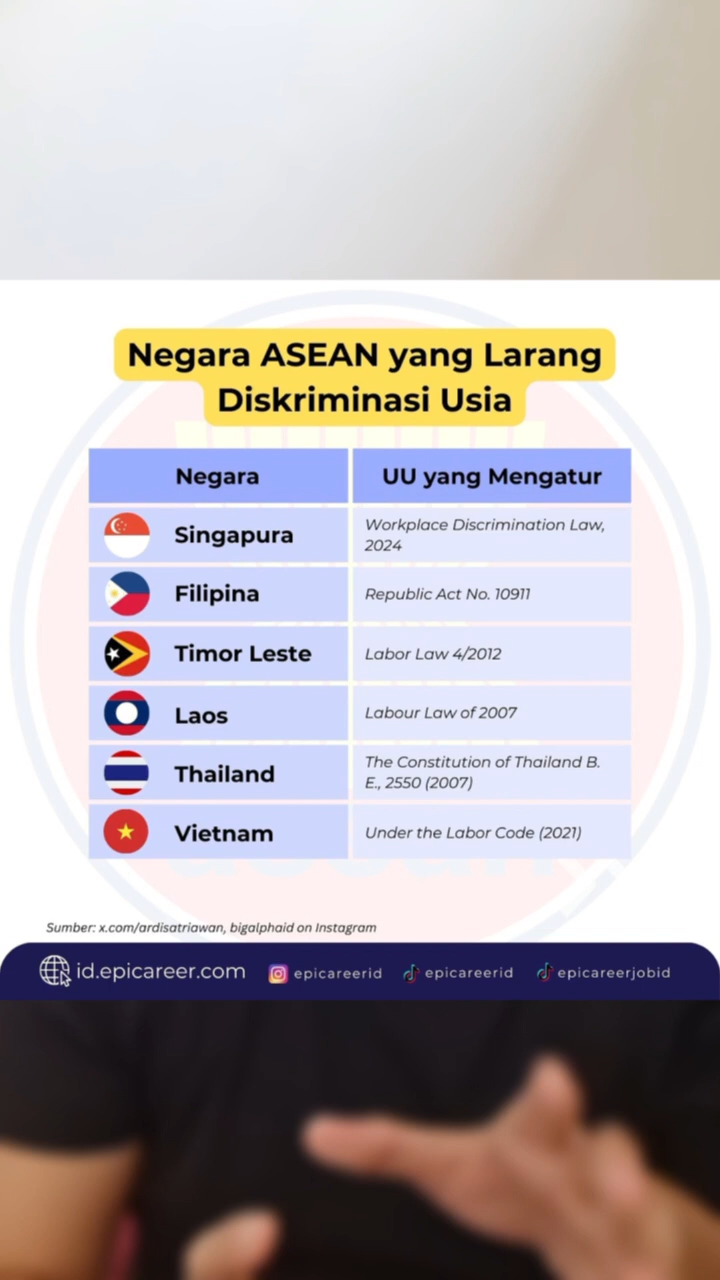 Negara ASEAN yang Larang
Diskriminasi Usia
Negara
UU yang Mengatur
Singapura
Workplace Discrimination Law,
2024
Filipina
Republic Act No. 10911
Timor Leste
Labor Law 4/2012
Laos
Labour Law of 2007
Thailand
The Constitution of Thailand B.
E., 2550 (2007)
Vietnam
Under the Labor Code (2021)
Sumber: x.com/ardisatriawan, bigalphaid on Instagram
id.epicareer.com
epicareerid
epicareerid
epicareerjobid